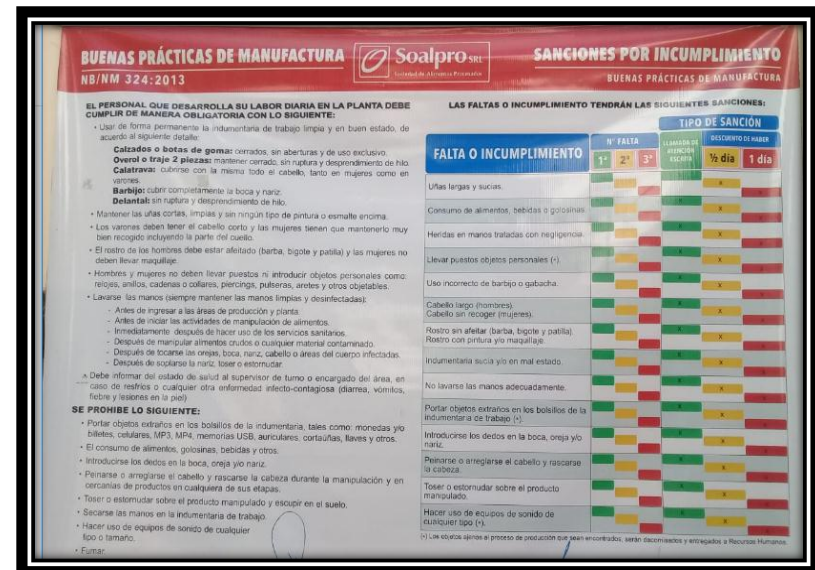 BUENAS PRÁCTICAS DE MANUFACTURA
NB/NM 324:2013
Soalpro SRL
Sociedad de Alimentos Procesados
SANCIONES POR INCUMPLIMIENTO
BUENAS PRÁCTICAS DE MANUFACTURA
EL PERSONAL QUE DESARROLLA SU LABOR DIARIA EN LA PLANTA DEBE
CUMPLIR DE MANERA OBLIGATORIA CON LO SIGUIENTE:
• Usar de forma permanente la indumentaria de trabajo limpia y en buen estado, de
acuerdo al siguiente detalle:
Calzados o botas de goma: cerrados, sin aberturas y de uso exclusivo.
Overol o traje 2 piezas: mantener cerrado, sin ruptura y desprendimiento de hilo.
Calatrava: cubrirse con la misma todo el cabello, tanto en mujeres como en
varones.
Barbijo: cubrir completamente la boca y nariz.
Delantal: sin ruptura y desprendimiento de hilo.
• Mantener las uñas cortas, limpias y sin ningún tipo de pintura o esmalte encima.
• Los varones deben tener el cabello corto y las mujeres tienen que mantenerlo muy
bien recogido incluyendo la parte del cuello.
• El rostro de los hombres debe estar afeitado (barba, bigote y patilla) y las mujeres no
deben llevar maquillaje.
• Hombres y mujeres no deben llevar puestos ni introducir objetos personales como:
relojes, anillos, cadenas o collares, piercings, pulseras, aretes y otros objetables.
• Lavarse las manos (siempre mantener las manos limpias y desinfectadas):
- Antes de ingresar a las áreas de producción y planta.
- Antes de iniciar las actividades de manipulación de alimentos.
- Inmediatamente después de hacer uso de los servicios sanitarios.
- Después de manipular alimentos crudos o cualquier material contaminado.
- Después de tocarse las orejas, boca, nariz, cabello o áreas del cuerpo infectadas.
- Después de soplarse la nariz, toser o estornudar.
• Debe informar del estado de salud al supervisor de turno o encargado del área, en
caso de resfríos o cualquier otra enfermedad infecto-contagiosa (diarrea, vómitos,
fiebre y lesiones en la piel)
SE PROHIBE LO SIGUIENTE:
• Portar objetos extraños en los bolsillos de la indumentaria, tales como: monedas y/o
billetes, celulares, MP3, MP4, memorias USB, auriculares, cortaúñas, llaves y otros.
• El consumo de alimentos, golosinas, bebidas y otros.
• Introducirse los dedos en la boca, oreja y/o nariz.
• Peinarse o arreglarse el cabello y rascarse la cabeza durante la manipulación y en
cercanías de productos en cualquiera de sus etapas.
• Toser o estornudar sobre el producto manipulado y escupir en el suelo.
• Secarse las manos en la indumentaria de trabajo.
• Hacer uso de equipos de sonido de cualquier
tipo o tamaño.
• Fumar.
LAS FALTAS O INCUMPLIMIENTO TENDRÁN LAS SIGUIENTES SANCIONES:
TIPO DE SANCIÓN
FALTA O INCUMPLIMIENTO
N° FALTA
1ª 2ª 3ª
LLAMADA DE
ATENCIÓN
ESCRITA
DESCUENTO DE HABER
½ día 1 día
Uñas largas y sucias.
Consumo de alimentos, bebidas o golosinas.
Heridas en manos tratadas con negligencia.
Llevar puestos objetos personales (*).
Uso incorrecto de barbijo o gabacha.
Cabello largo (hombres).
Cabello sin recoger (mujeres).
Rostro sin afeitar (barba, bigote y patilla).
Rostro con pintura y/o maquillaje.
Indumentaria sucia y/o en mal estado.
No lavarse las manos adecuadamente.
Portar objetos extraños en los bolsillos de la
indumentaria de trabajo (*).
Introducirse los dedos en la boca, oreja y/o
nariz.
Peinarse o arreglarse el cabello y rascarse
la cabeza.
Toser o estornudar sobre el producto
manipulado.
Hacer uso de equipos de sonido de
cualquier tipo (*).
(*) Los objetos ajenos al proceso de producción que sean encontrados, serán decomisados y entregados a Recursos Humanos.